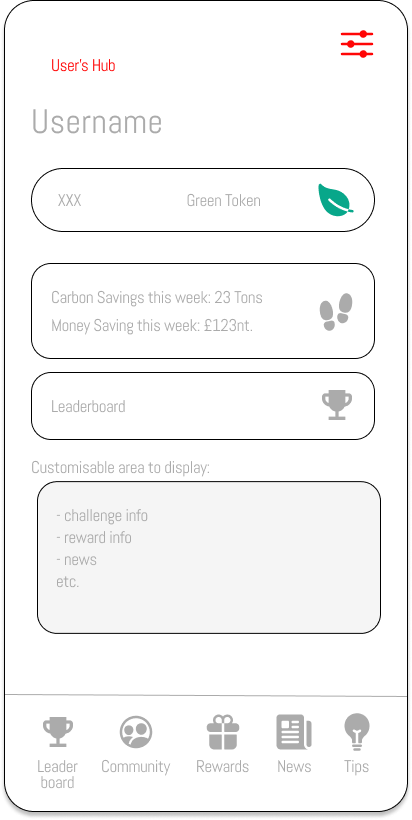 User's Hub
Username
XXX Green Token
Carbon Savings this week: 23 Tons
Money Saving this week: £123nt.
Leaderboard
Customisable area to display:
- challenge info
- reward info
- news
etc.
Leader
board
Community
Rewards
News
Tips